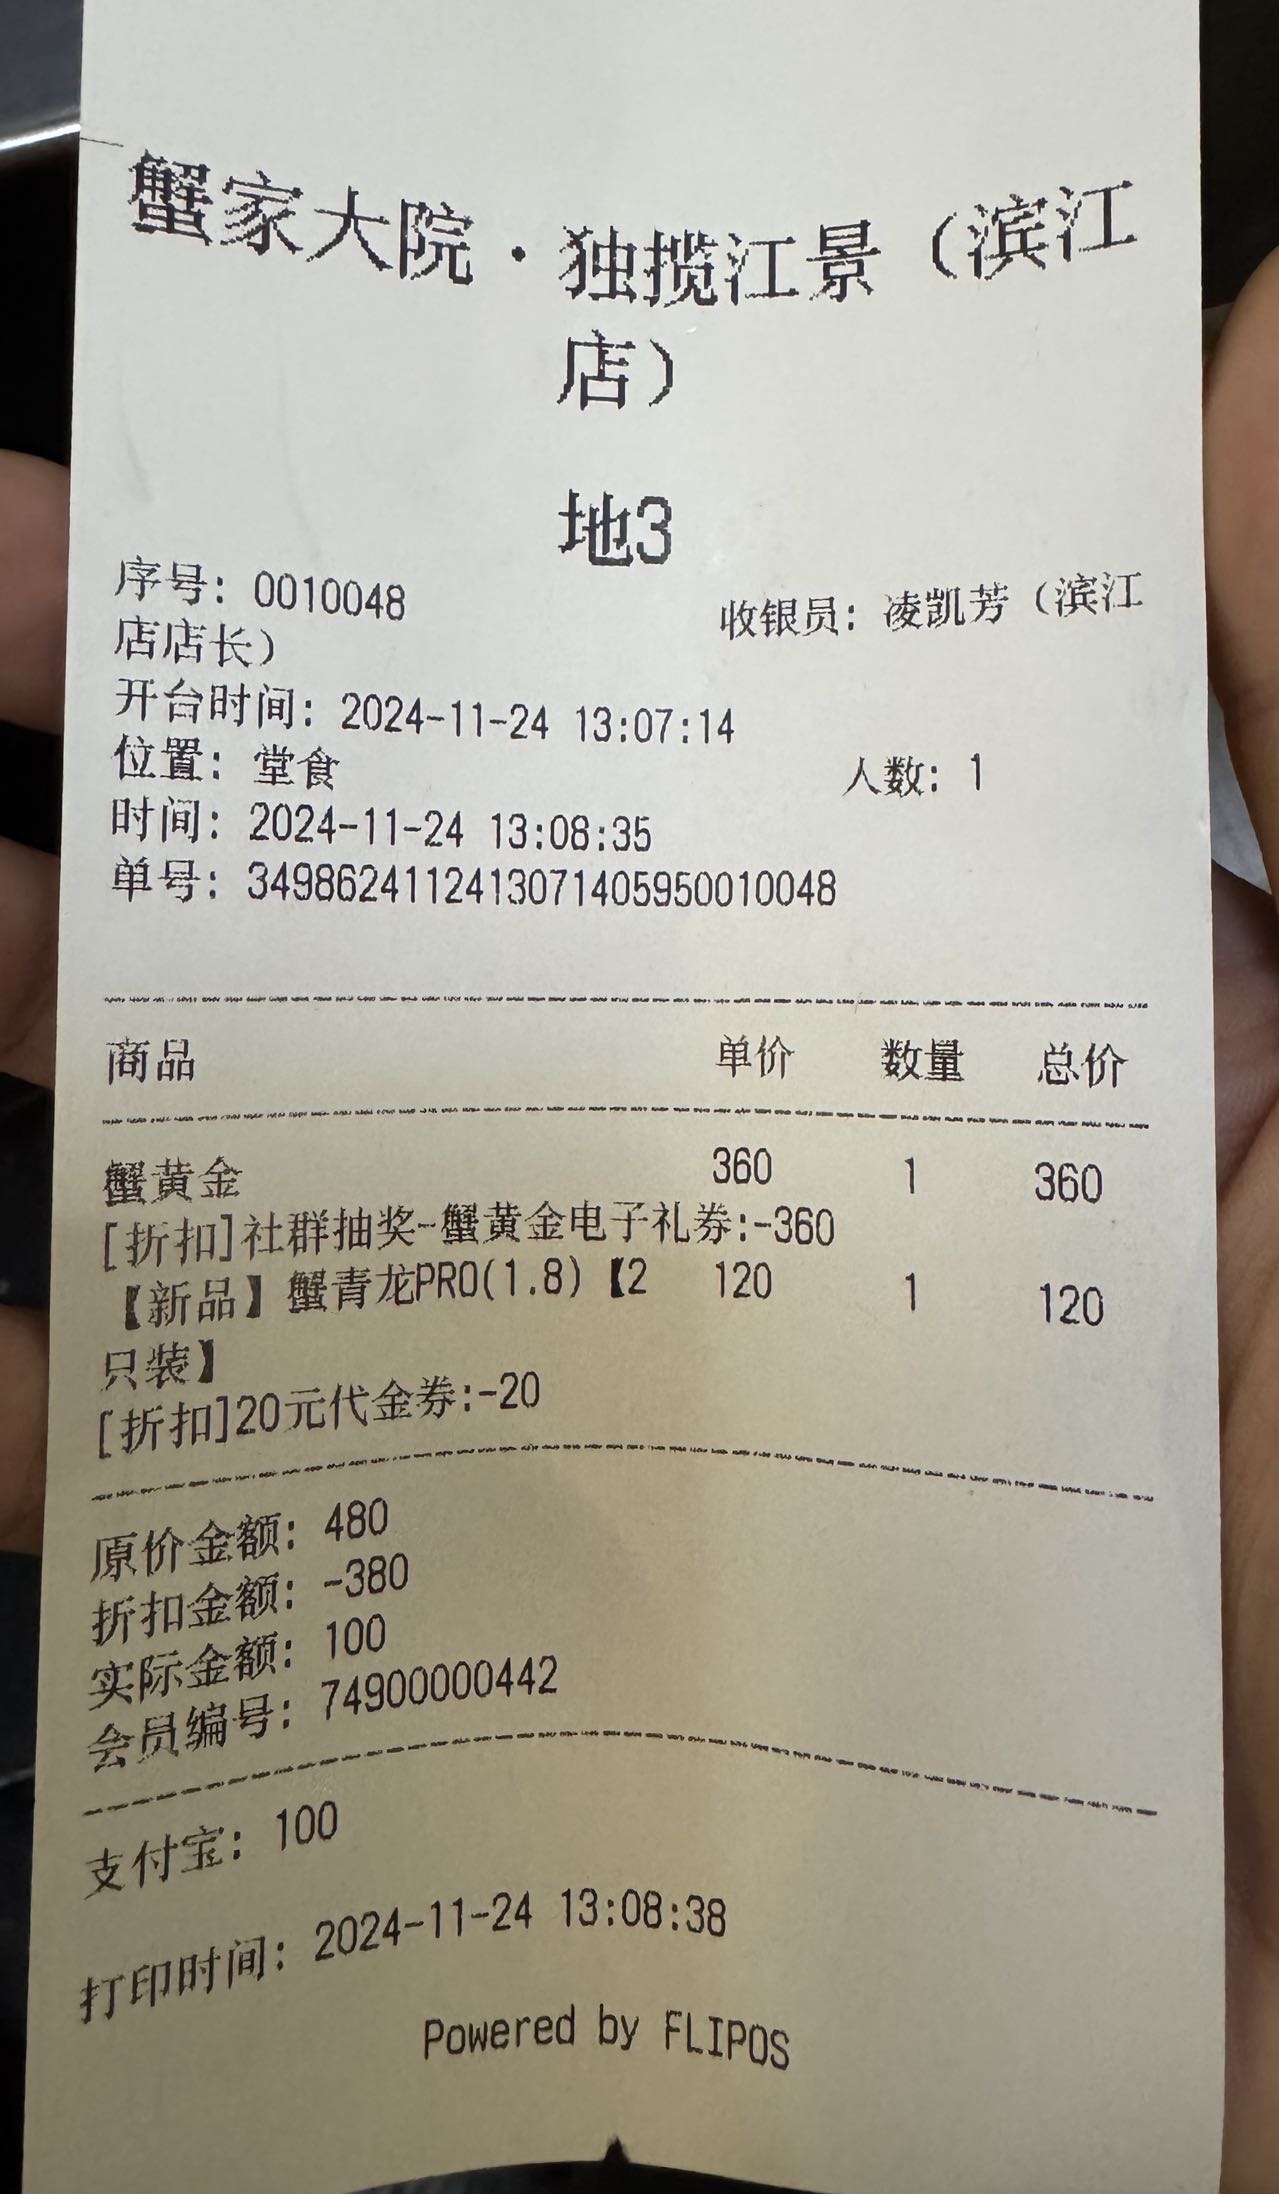 蟹家大院·独揽江景（滨江
店）
地3
序号：0010048 收银员：凌凯芳（滨江
店店长）
开台时间：2024-11-24 13:07:14
位置：堂食 人数：1
时间：2024-11-24 13:08:35
单号：3498624112413071405950010048
商品 单价 数量 总价
蟹黄金 360 1 360
[折扣]社群抽奖-蟹黄金电子礼券:-360
【新品】蟹青龙PRO(1.8)【2 120 1 120
只装】
[折扣]20元代金券:-20
原价金额：480
折扣金额：-380
实际金额：100
会员编号：74900000442
支付宝：100
打印时间：2024-11-24 13:08:38
Powered by FLIPOS